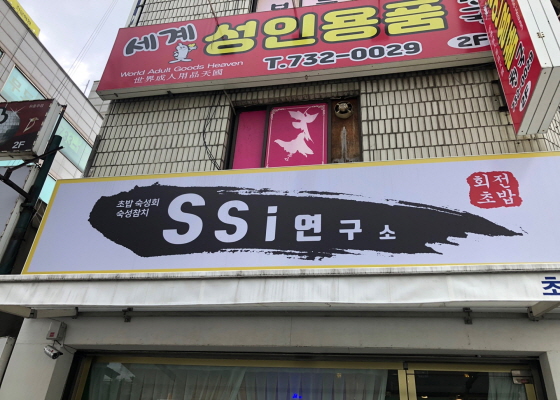 세계 성인용품
World Adult Goods Heaven
世界成人用品天國
T.732-0029
2F
2F
초밥 숙성회
숙성참치
SSi연구소
회전
초밥
초